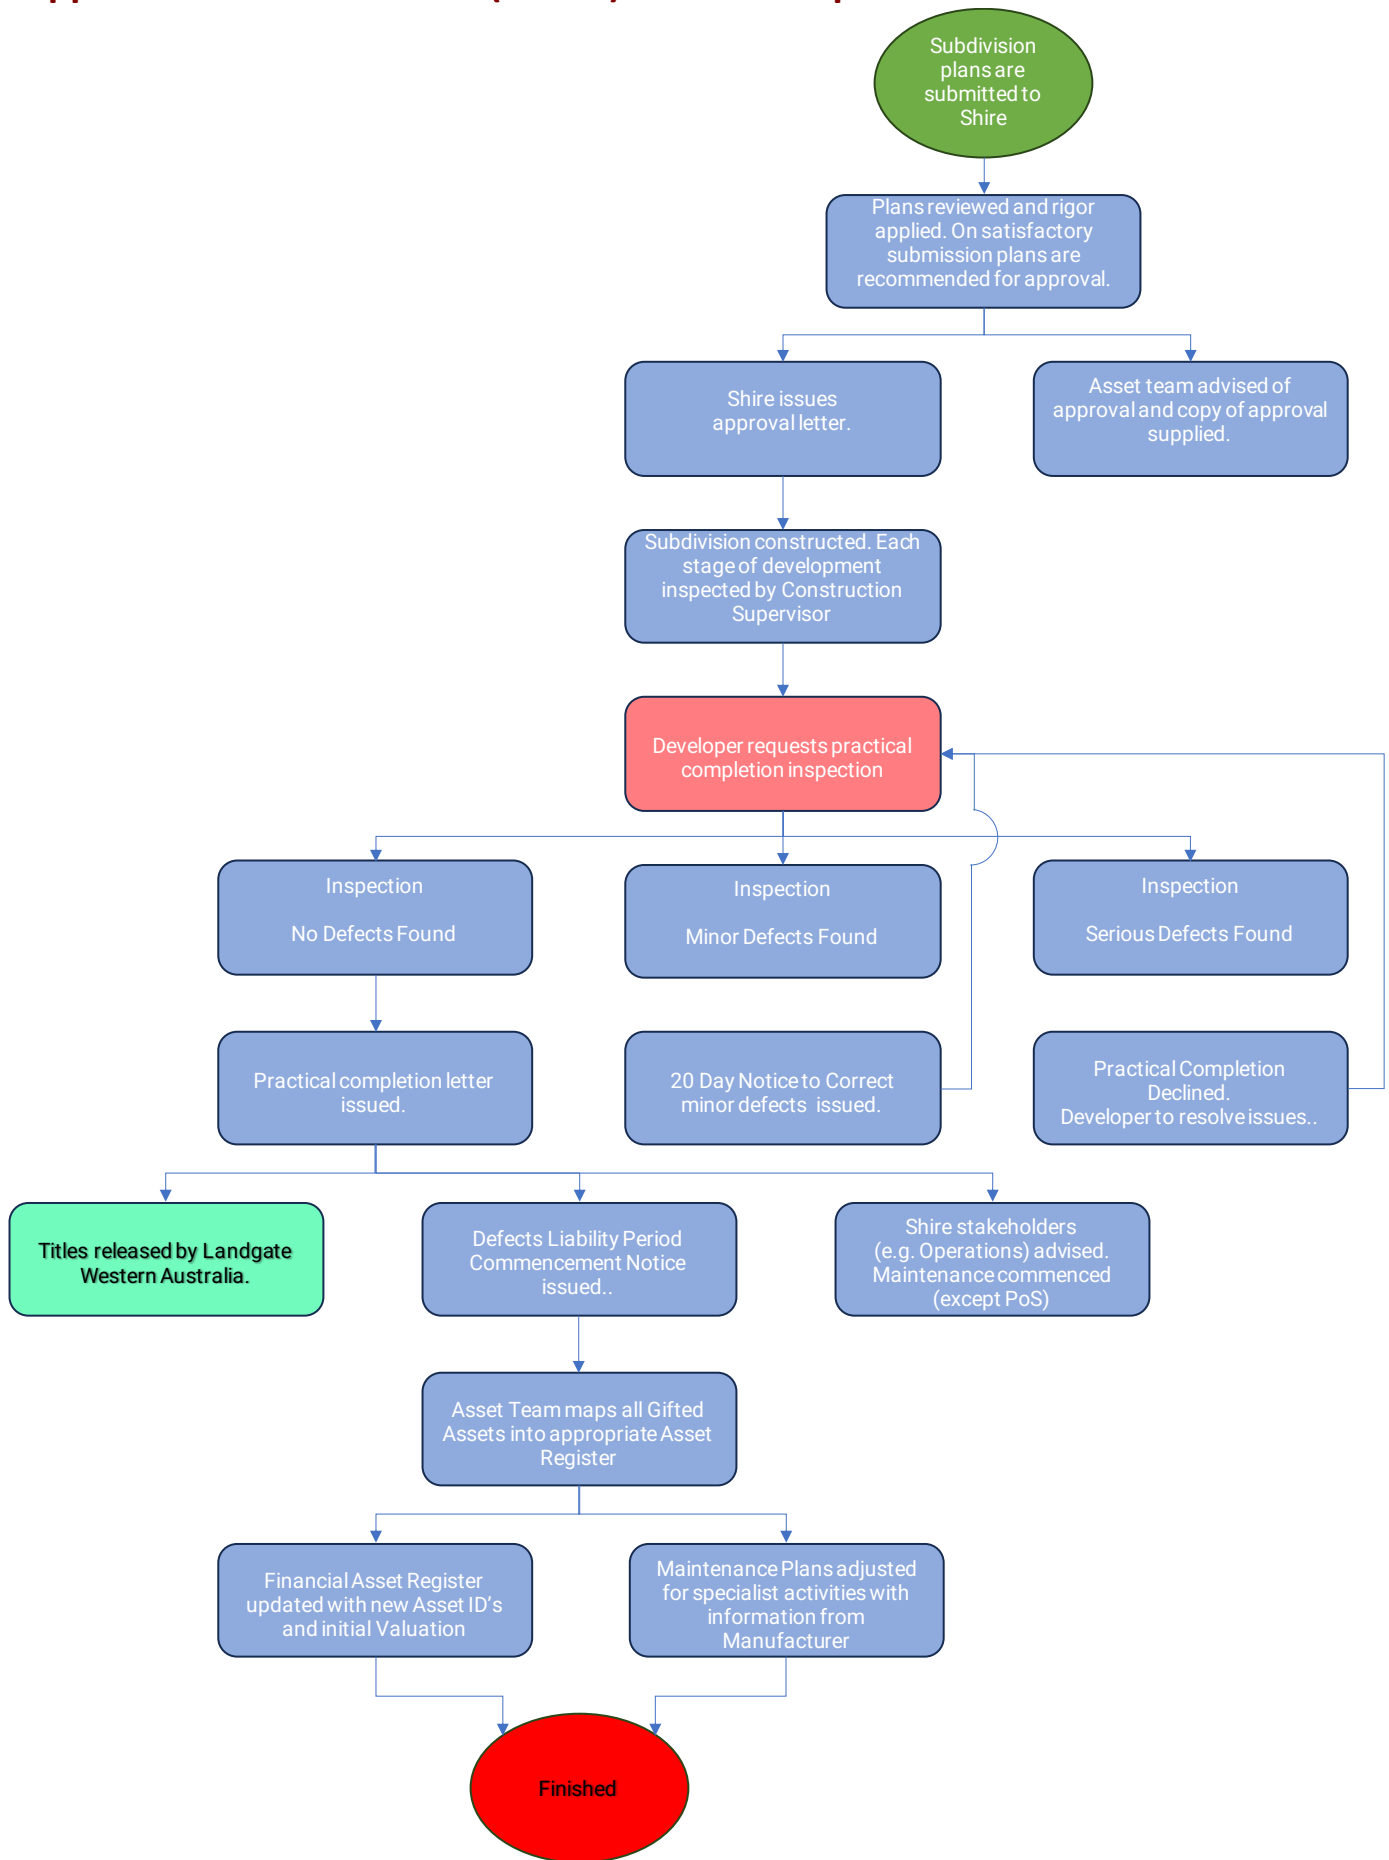 Subdivision
plans are
submitted to
Shire
Plans reviewed and rigor
applied. On satisfactory
submission plans are
recommended for approval.
Shire issues
approval letter.
Asset team advised of
approval and copy of approval
supplied.
Subdivision constructed. Each
stage of development
inspected by Construction
Supervisor
Developer requests practical
completion inspection
Inspection
No Defects Found
Inspection
Minor Defects Found
Inspection
Serious Defects Found
Practical completion letter
issued.
20 Day Notice to Correct
minor defects issued.
Practical Completion
Declined.
Developer to resolve issues..
Titles released by Landgate
Western Australia.
Defects Liability Period
Commencement Notice
issued..
Shire stakeholders
(e.g. Operations) advised.
Maintenance commenced
(except PoS)
Asset Team maps all Gifted
Assets into appropriate Asset
Register
Financial Asset Register
updated with new Asset ID’s
and initial Valuation
Maintenance Plans adjusted
for specialist activities with
information from
Manufacturer
Finished